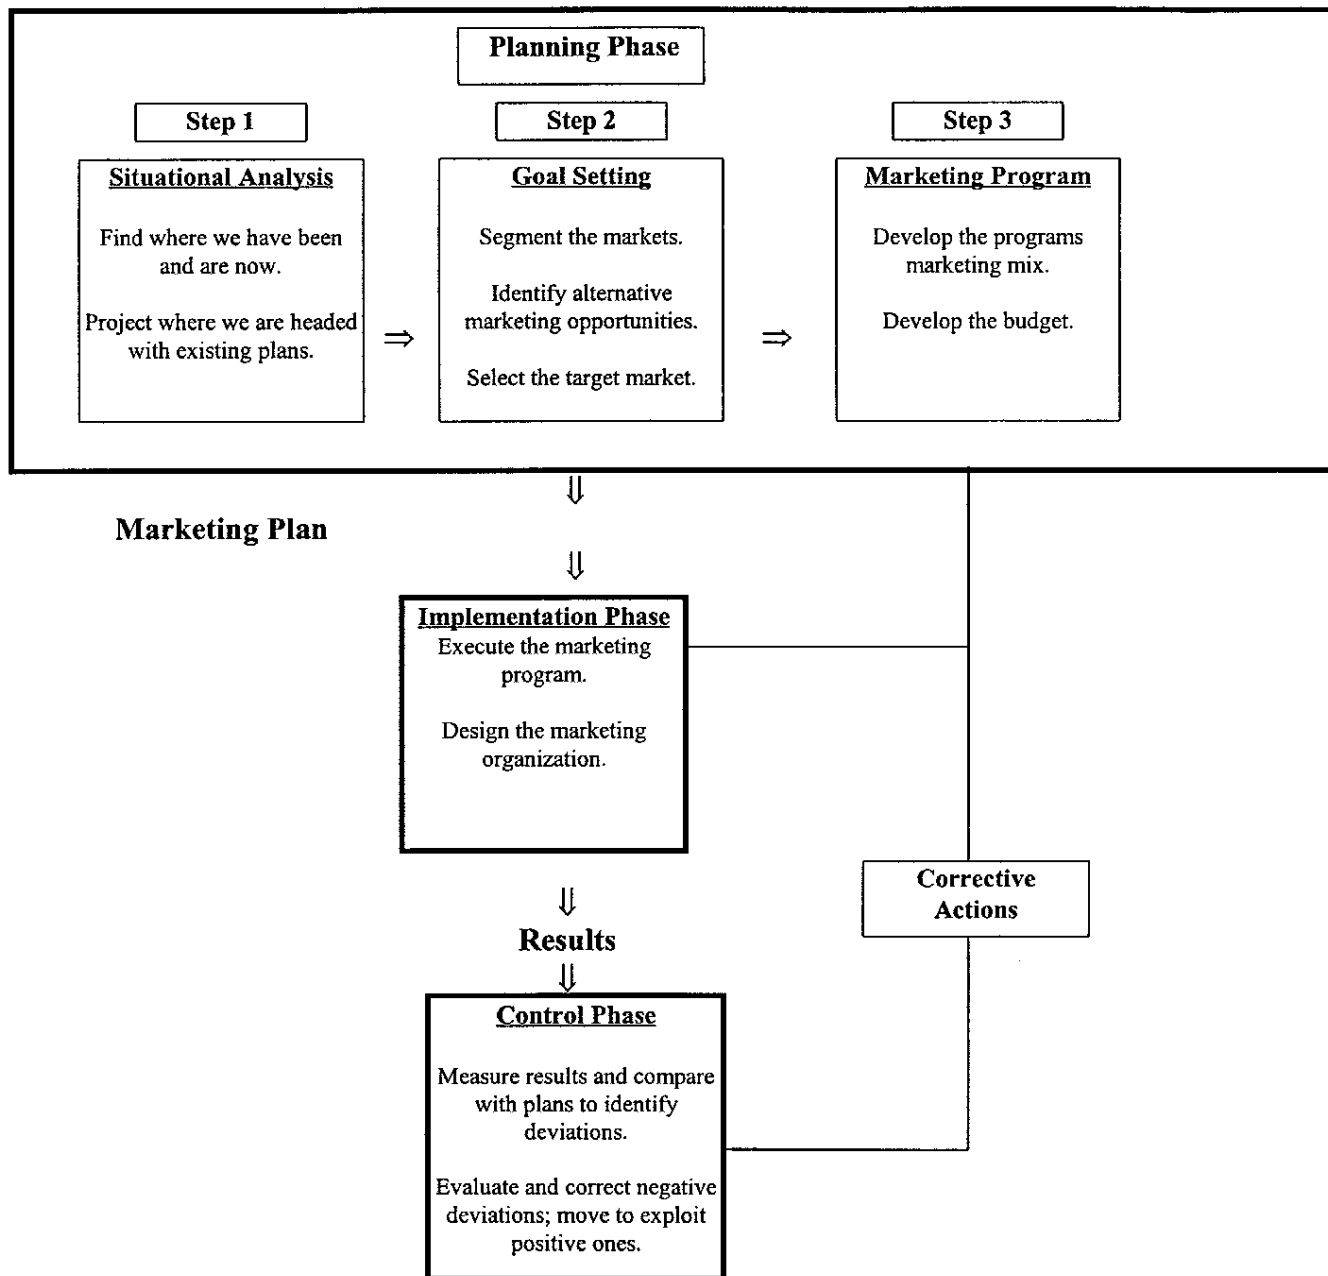 Planning Phase
Step 1
Step 2
Step 3
Situational Analysis
Find where we have been
and are now.
Project where we are headed
with existing plans.
⇒
Goal Setting
Segment the markets.
Identify alternative
marketing opportunities.
Select the target market.
⇒
Marketing Program
Develop the programs
marketing mix.
Develop the budget.
⇓
Marketing Plan
⇓
Implementation Phase
Execute the marketing
program.
Design the marketing
organization.
Corrective
Actions
⇓
Results
⇓
Control Phase
Measure results and compare
with plans to identify
deviations.
Evaluate and correct negative
deviations; move to exploit
positive ones.